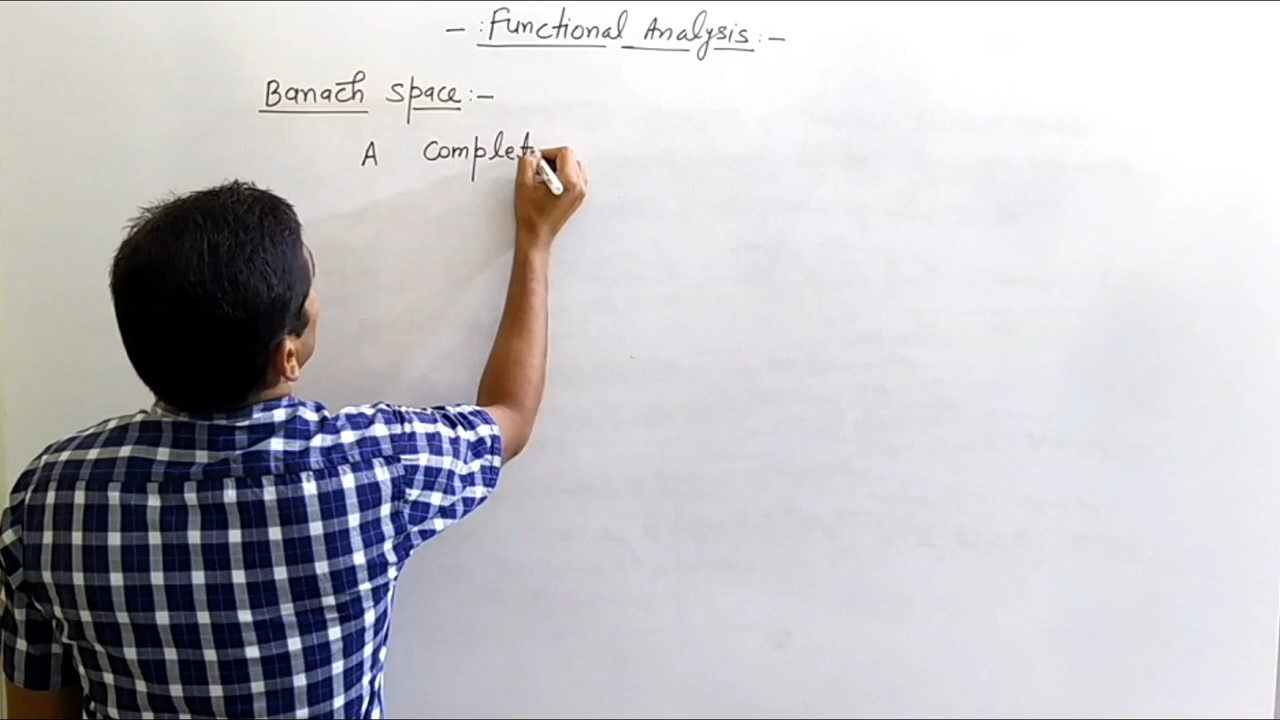 - : Functional Analysis : -
Banach space :-
A complet